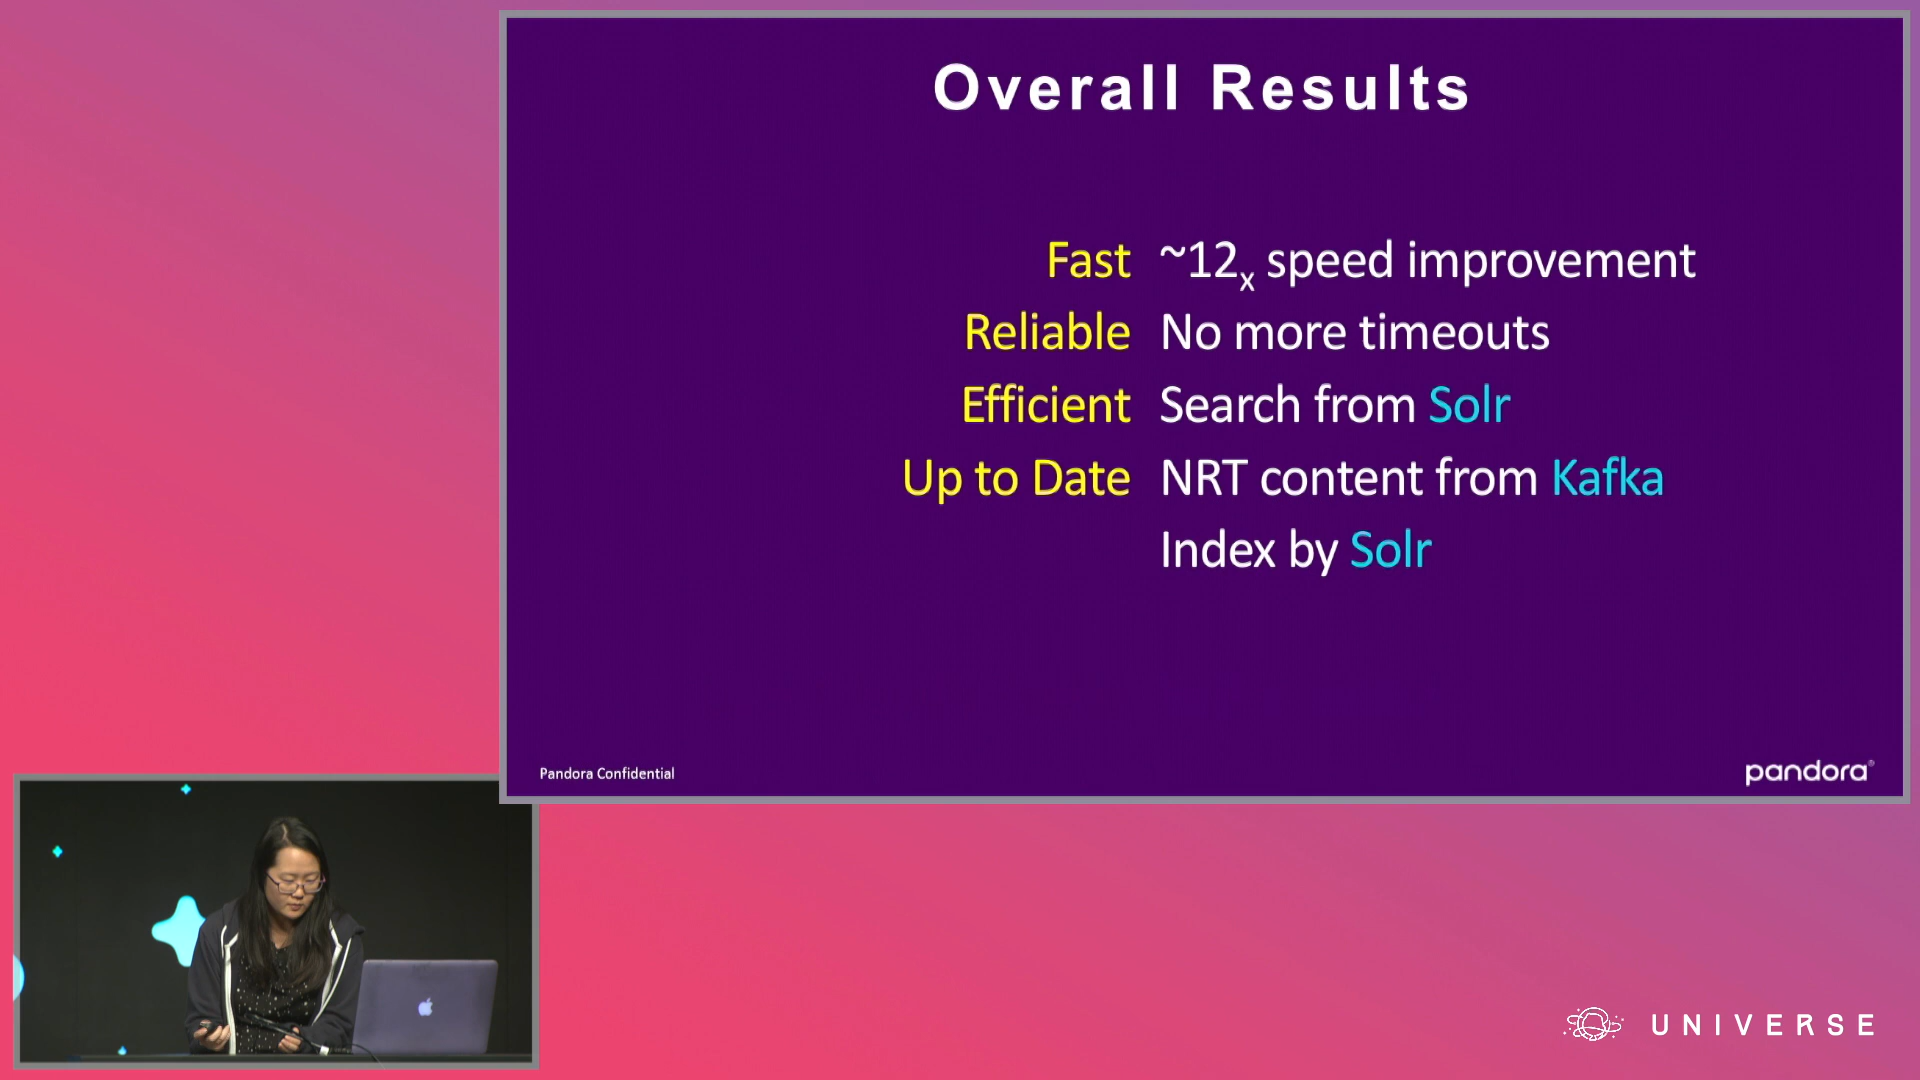 Overall Results
Fast ~12x speed improvement
Reliable No more timeouts
Efficient Search from Solr
Up to Date NRT content from Kafka
Index by Solr
Pandora Confidential
pandora®
UNIVERSE